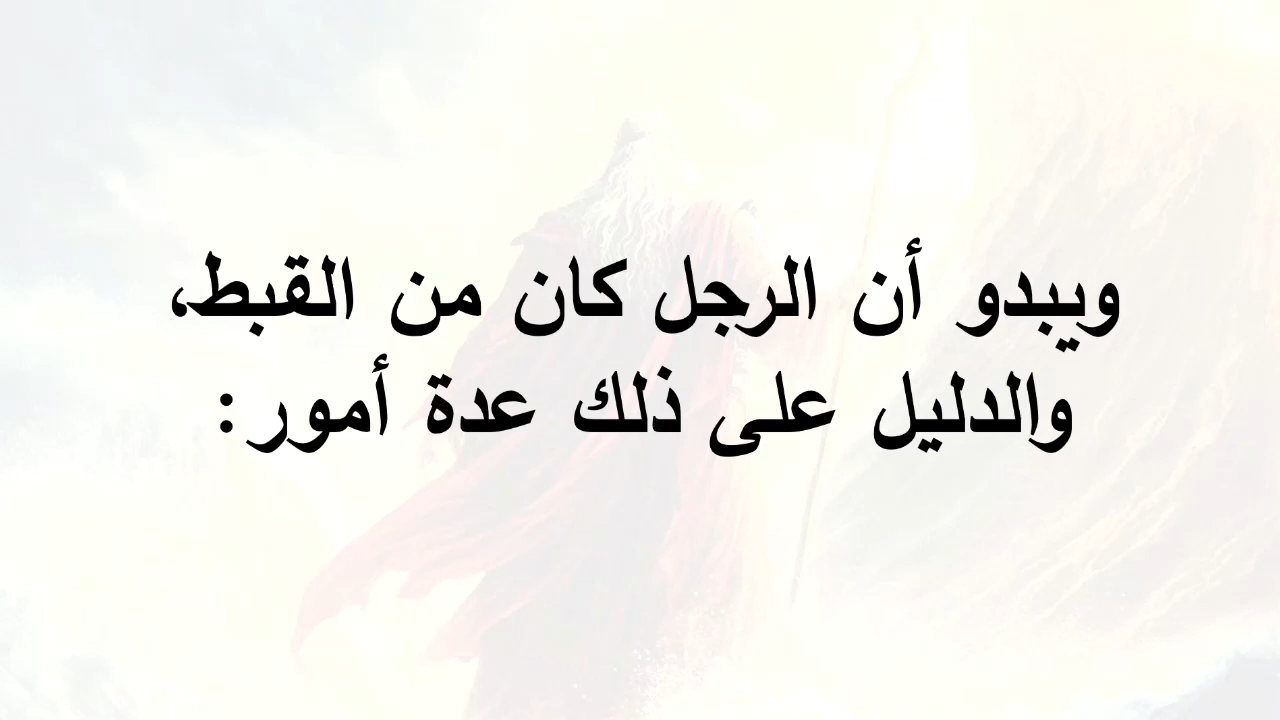 ويبدو أن الرجل كان من القبط،
والدليل على ذلك عدة أمور: